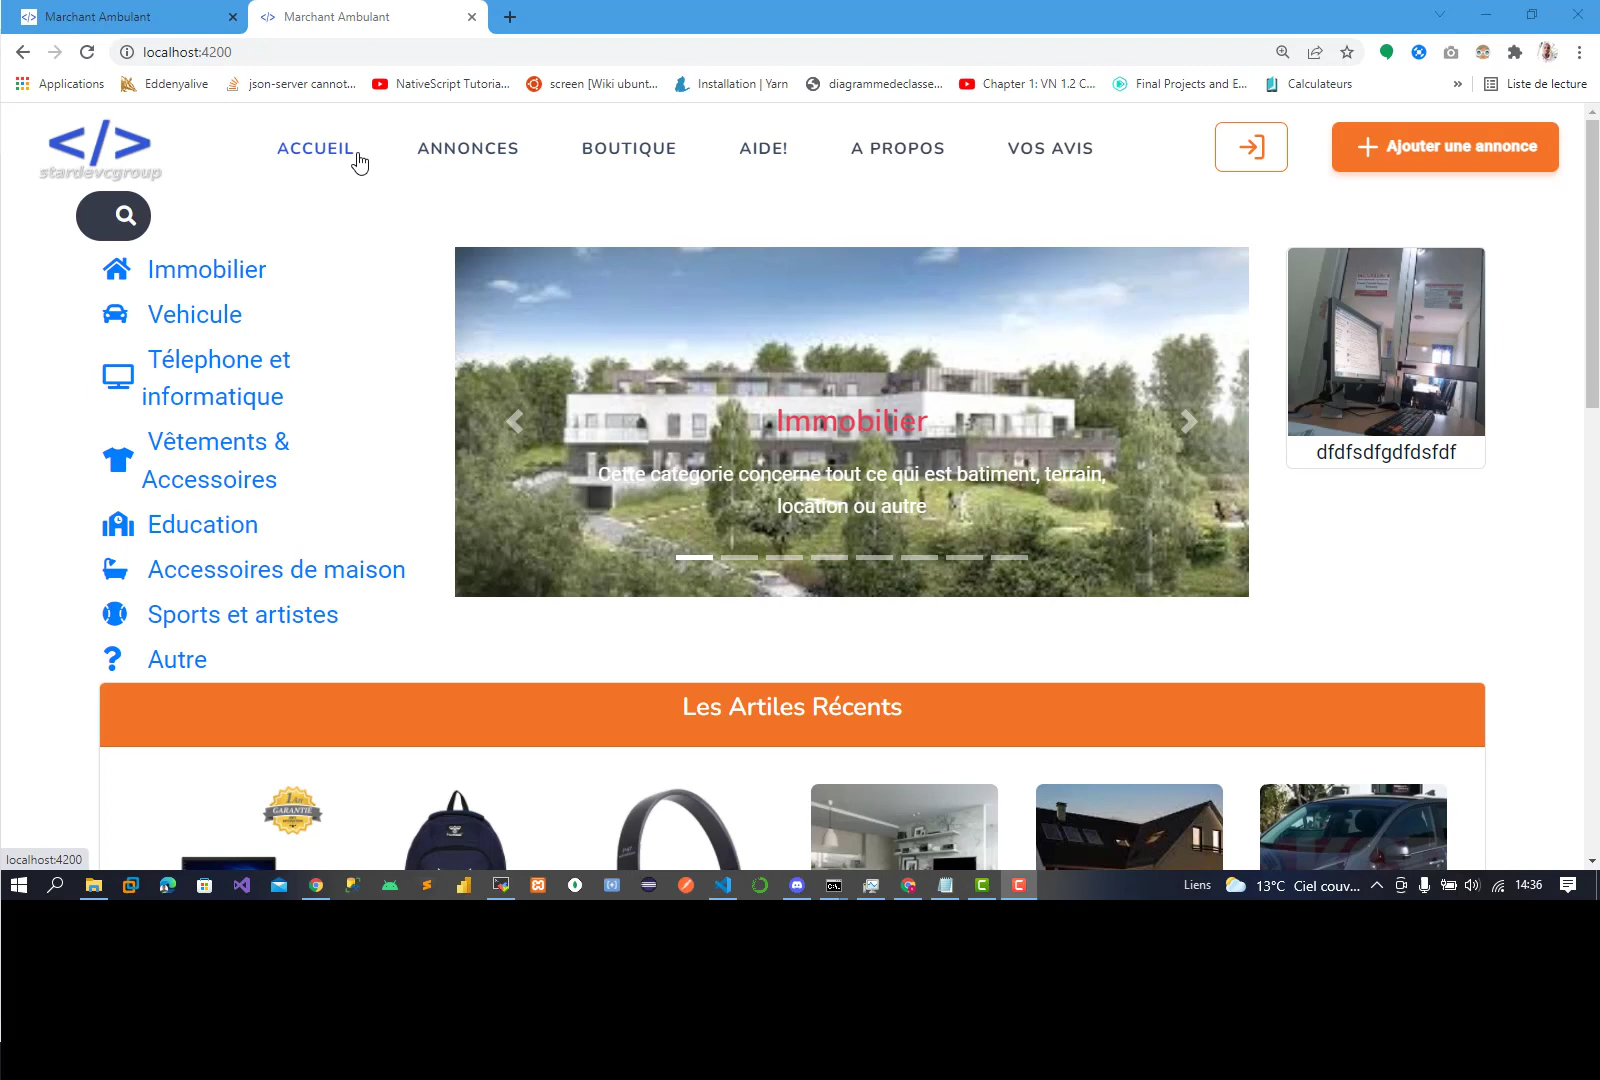 Marchant Ambulant
Marchant Ambulant
localhost:4200
Applications
Eddenyalive
json-server cannot...
NativeScript Tutoria...
screen [Wiki ubunt...
Installation | Yarn
diagrammedeclasse...
Chapter 1: VN 1.2 C...
Final Projects and E...
Calculateurs
»
Liste de lecture
</>
stardevcgroup
ACCUEIL
ANNONCES
BOUTIQUE
AIDE!
A PROPOS
VOS AVIS
Ajouter une annonce
Immobilier
Vehicule
Télephone et
informatique
Vêtements &
Accessoires
Education
Accessoires de maison
Sports et artistes
Autre
Immobilier
Cette categorie concerne tout ce qui est batiment, terrain,
location ou autre
dfdfsdfgdfdsfdf
Les Artiles Récents
1 An
GARANTIE
localhost:4200
Liens
13°C Ciel couv...
14:36